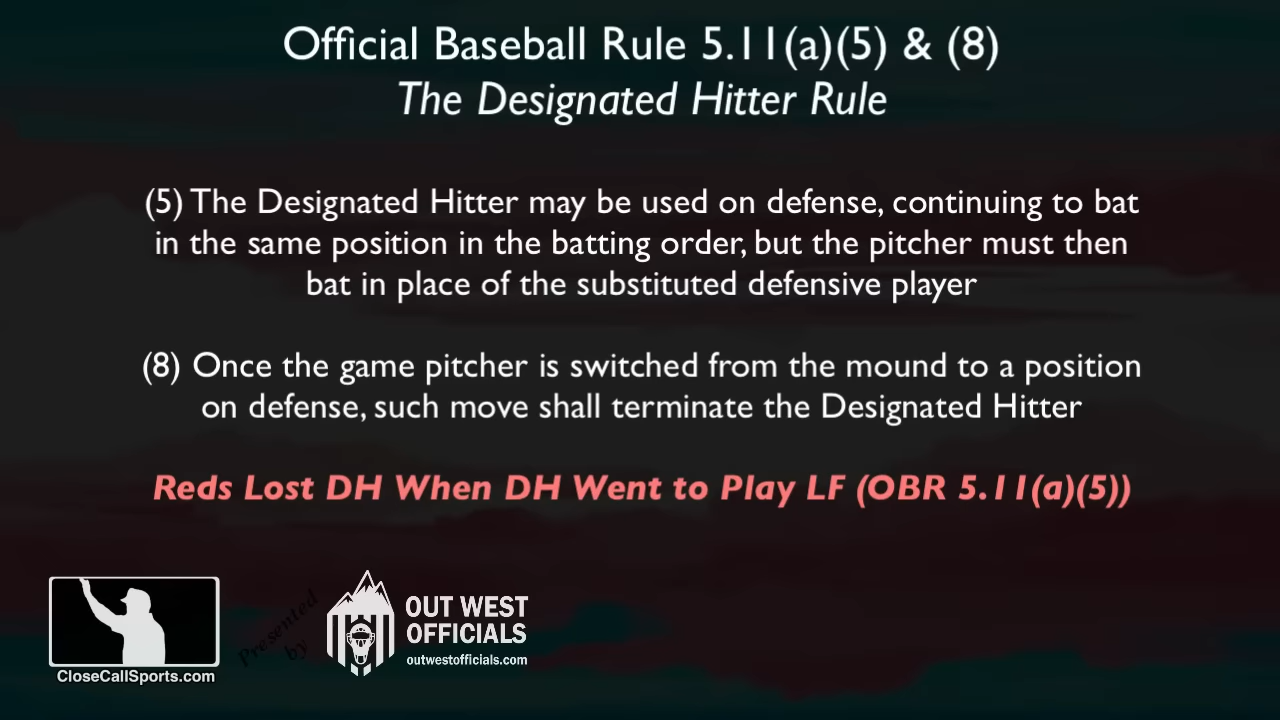 Official Baseball Rule 5.11(a)(5) & (8)
The Designated Hitter Rule
(5) The Designated Hitter may be used on defense, continuing to bat
in the same position in the batting order, but the pitcher must then
bat in place of the substituted defensive player
(8) Once the game pitcher is switched from the mound to a position
on defense, such move shall terminate the Designated Hitter
Reds Lost DH When DH Went to Play LF (OBR 5.11(a)(5))
CloseCallSports.com
Presented
by
OUT WEST
OFFICIALS
outwestofficials.com